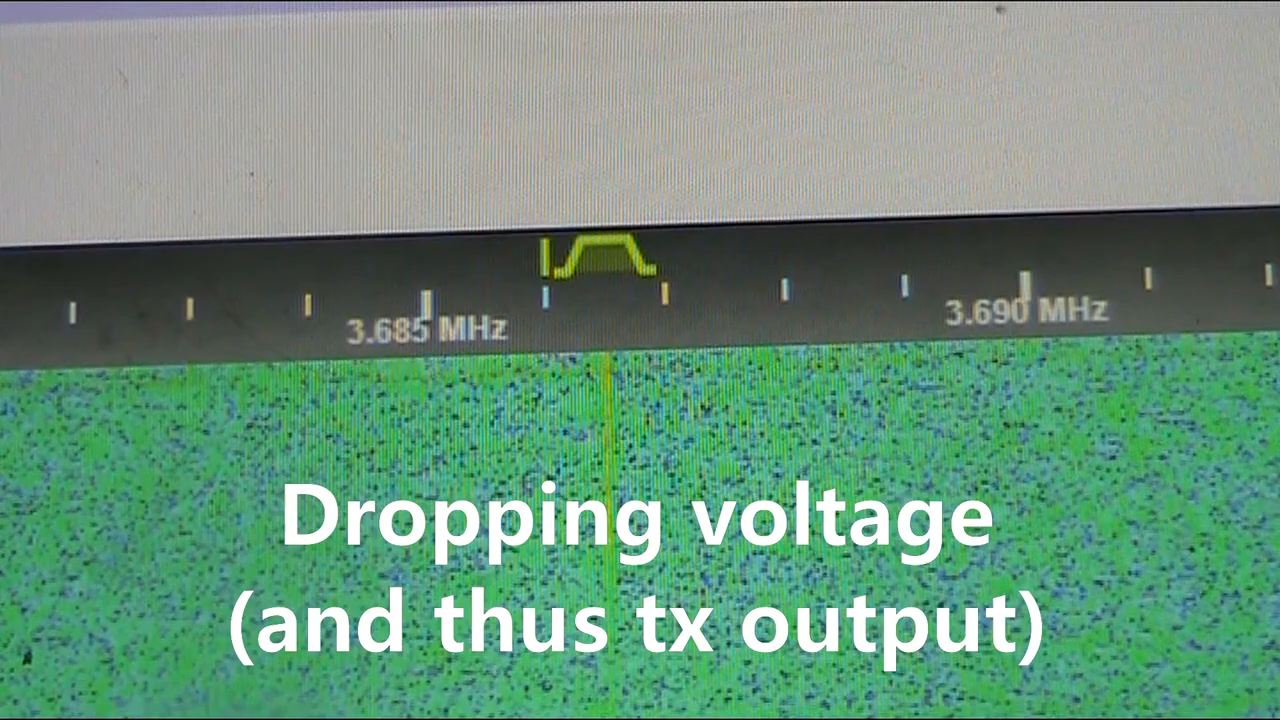 3.685 MHz
3.690 MHz
Dropping voltage
(and thus tx output)